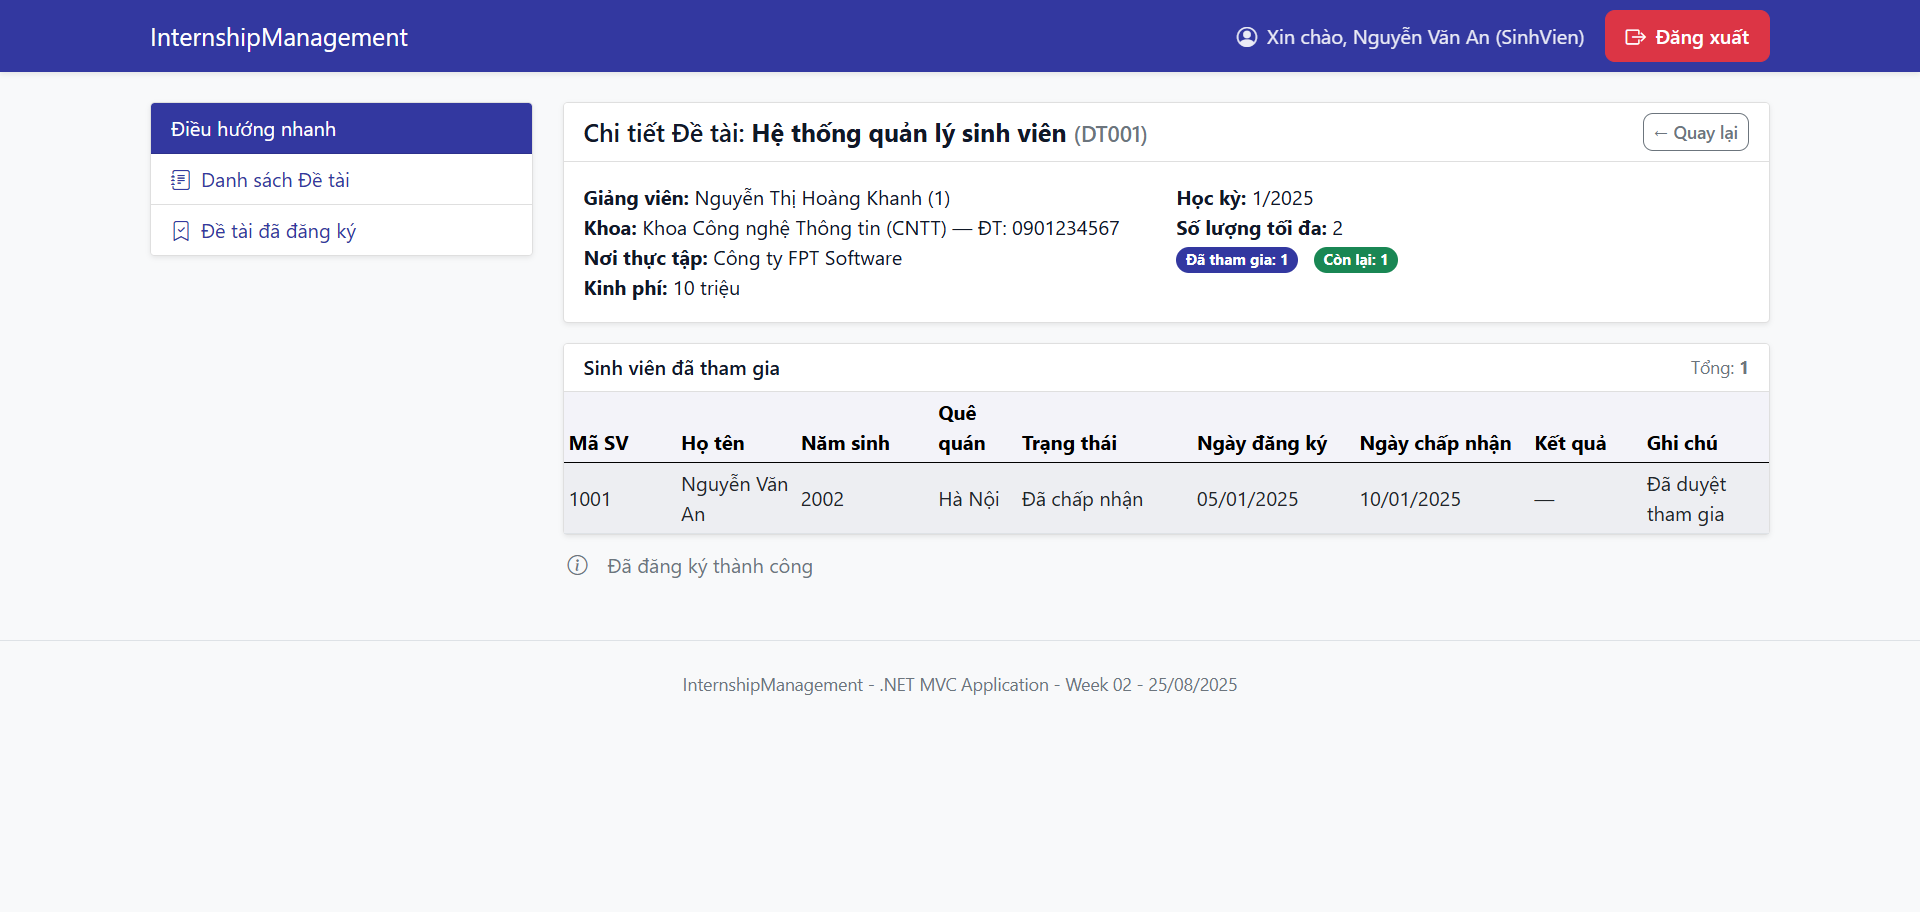 InternshipManagement
Xin chào, Nguyễn Văn An (SinhVien)
Đăng xuất
Điều hướng nhanh
Danh sách Đề tài
Đề tài đã đăng ký
Chi tiết Đề tài: Hệ thống quản lý sinh viên (DT001)
← Quay lại
Giảng viên: Nguyễn Thị Hoàng Khanh (1)
Khoa: Khoa Công nghệ Thông tin (CNTT) — ĐT: 0901234567
Nơi thực tập: Công ty FPT Software
Kinh phí: 10 triệu
Học kỳ: 1/2025
Số lượng tối đa: 2
Đã tham gia: 1 Còn lại: 1
Sinh viên đã tham gia
Tổng: 1
Mã SV Họ tên Năm sinh Quê quán Trạng thái Ngày đăng ký Ngày chấp nhận Kết quả Ghi chú
1001 Nguyễn Văn An 2002 Hà Nội Đã chấp nhận 05/01/2025 10/01/2025 — Đã duyệt tham gia
Đã đăng ký thành công
InternshipManagement - .NET MVC Application - Week 02 - 25/08/2025